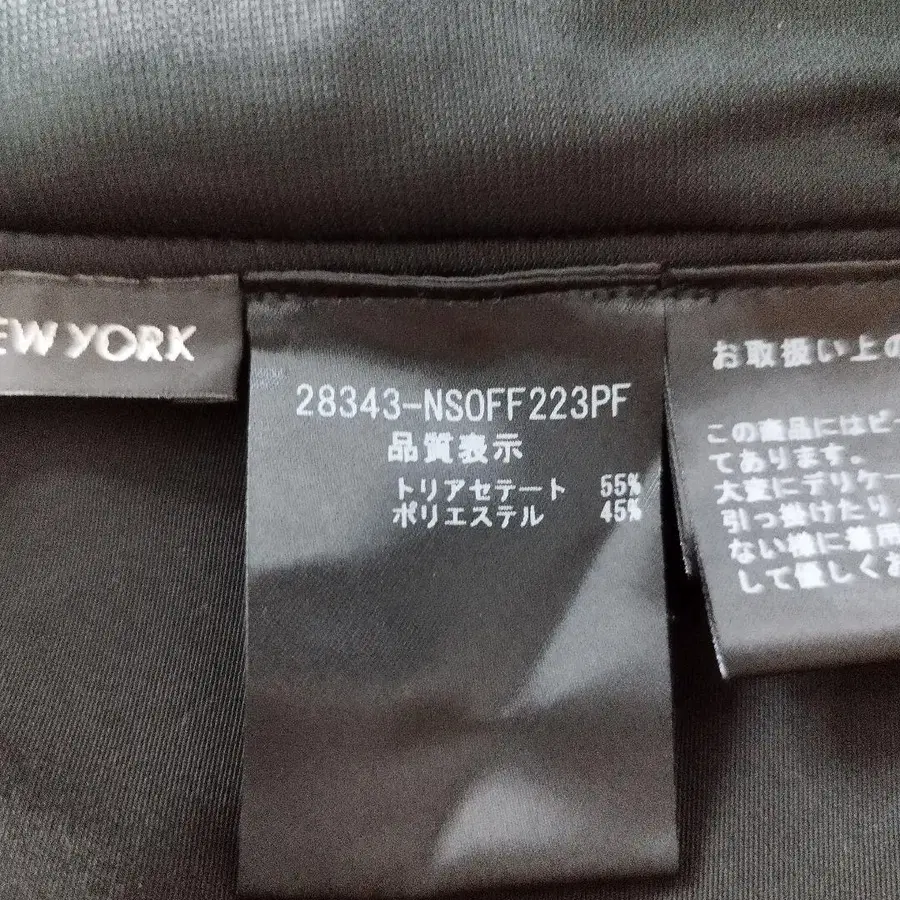 EW YORK
28343-NSOFF223PF
品質表示
トリアセテート 55%
ポリエステル 45%
お取扱い上の
この商品にはビー
てあります。
大変にデリケー
引っ掛けたり、
ない様に着用
して優しくお